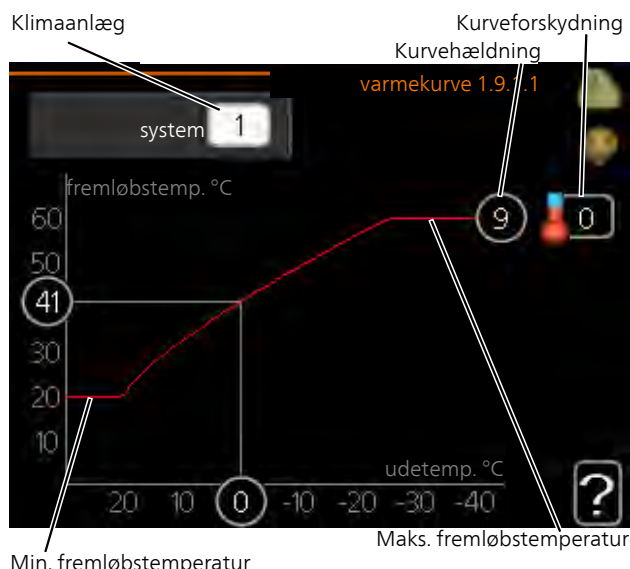 Klimaanlæg
Kurveforskydning
Kurvehældning
varmekurve 1.9.1.1
system 1
fremløbstemp. °C
60
50
41
30
20
10
9
0
udetemp. °C
20 10 0 -10 -20 -30 -40
?
Maks. fremløbstemperatur
Min. fremløbstemperatur